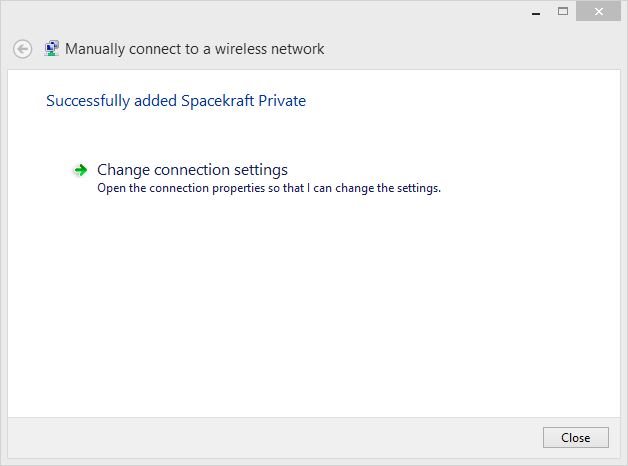 Manually connect to a wireless network
Successfully added Spacekraft Private
Change connection settings
Open the connection properties so that I can change the settings.
Close